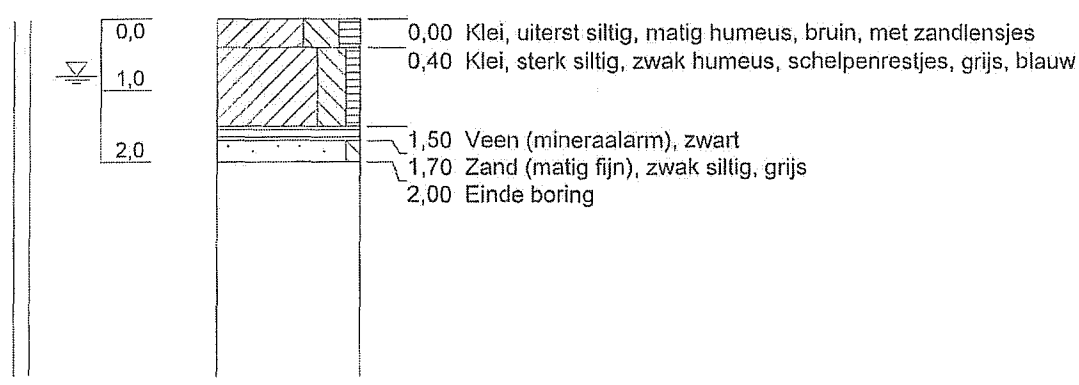 0,0
1,0
2,0
0,00 Klei, uiterst siltig, matig humeus, bruin, met zandlensjes
0,40 Klei, sterk siltig, zwak humeus, schelpenrestjes, grijs, blauw
1,50 Veen (mineraalarm), zwart
1,70 Zand (matig fijn), zwak siltig, grijs
2,00 Einde boring